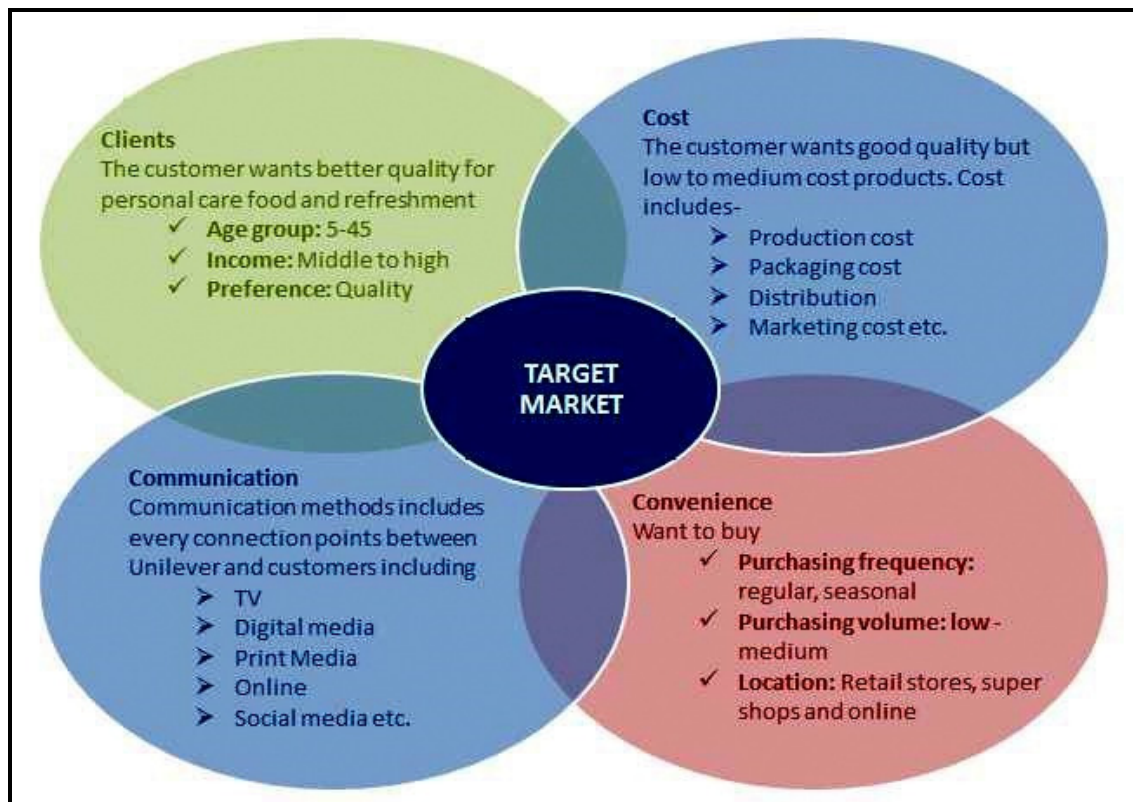 Clients
The customer wants better quality for
personal care food and refreshment
✓ Age group: 5-45
✓ Income: Middle to high
✓ Preference: Quality
Cost
The customer wants good quality but
low to medium cost products. Cost
includes-
➢ Production cost
➢ Packaging cost
➢ Distribution
➢ Marketing cost etc.
TARGET
MARKET
Communication
Communication methods includes
every connection points between
Unilever and customers including
➢ TV
➢ Digital media
➢ Print Media
➢ Online
➢ Social media etc.
Convenience
Want to buy
✓ Purchasing frequency:
regular, seasonal
✓ Purchasing volume: low -
medium
✓ Location: Retail stores, super
shops and online